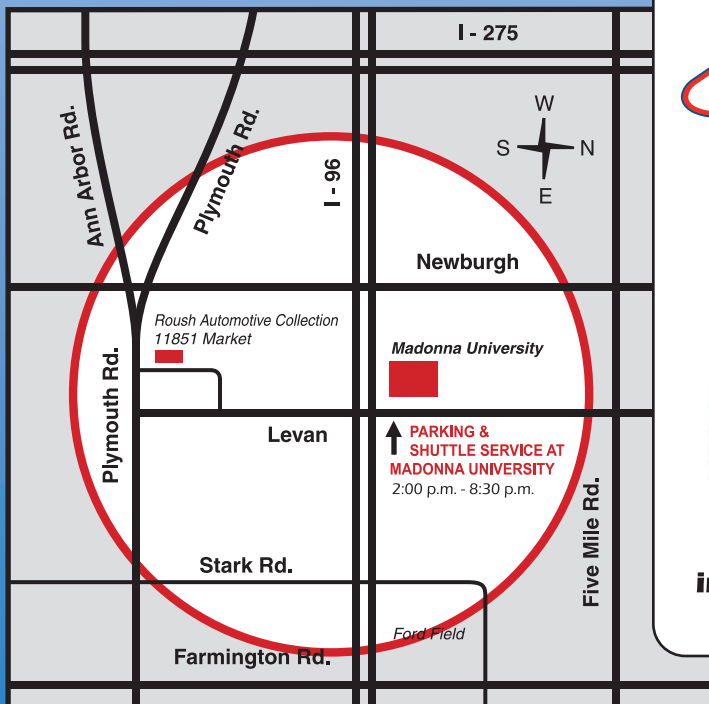 I - 275
W
S N
E
Ann Arbor Rd.
Plymouth Rd.
I - 96
Newburgh
Roush Automotive Collection
11851 Market
Madonna University
Plymouth Rd.
Levan
PARKING &
SHUTTLE SERVICE AT
MADONNA UNIVERSITY
2:00 p.m. - 8:30 p.m.
Five Mile Rd.
Stark Rd.
Ford Field
Farmington Rd.